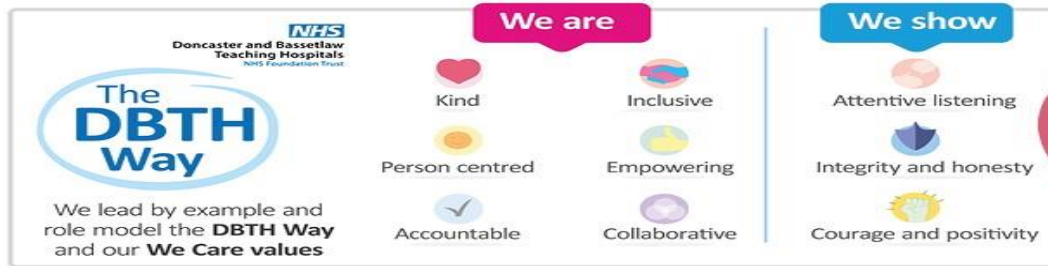 NHS
Doncaster and Bassetlaw
Teaching Hospitals
NHS Foundation Trust
The
DBTH
Way
We lead by example and
role model the DBTH Way
and our We Care values
We are
Kind
Inclusive
Person centred
Empowering
Accountable
Collaborative
We show
Attentive listening
Integrity and honesty
Courage and positivity